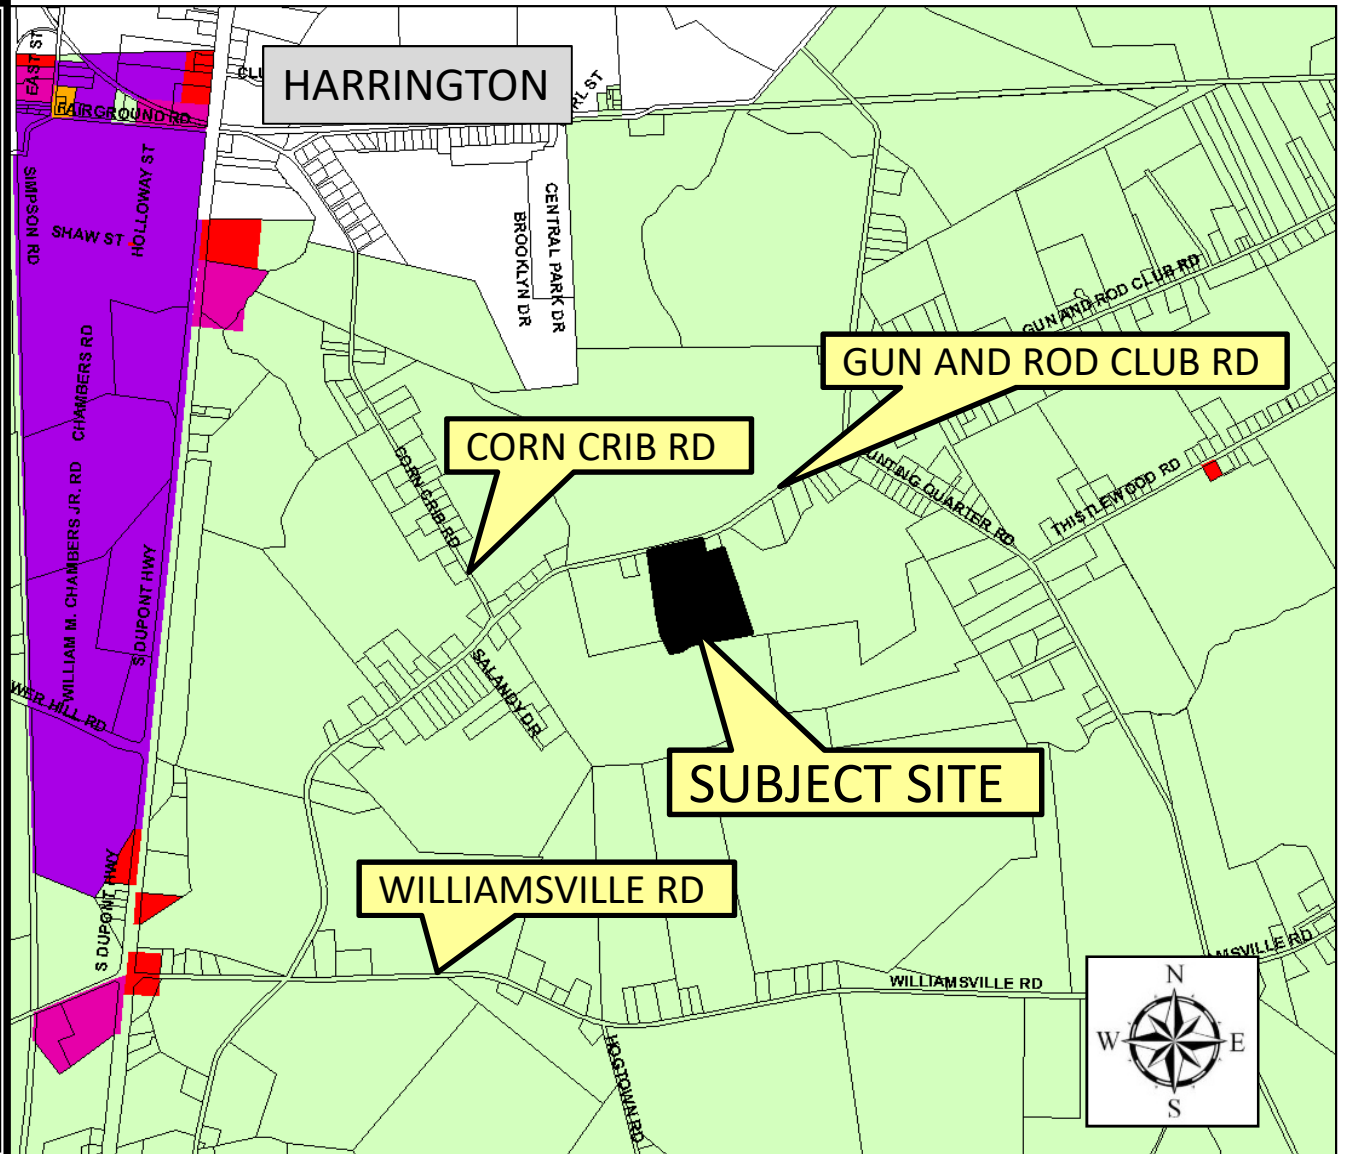 EAST ST
HARRINGTON
FAIRGROUND RD
SIMPSON RD
SHAW ST
HOLLOWAY ST
CENTRAL PARK DR
BROOKLYN DR
GUN AND ROD CLUB RD
GUN AND ROD CLUB RD
CHAMBERS RD
CORN CRIB RD
CORN CRIB RD
THISTLEWOOD RD
WILLIAM M. CHAMBERS JR. RD
S DUPONT HWY
SALANDY DR
SUBJECT SITE
WILLIAMSVILLE RD
S DUPONT HWY
WILLIAMSVILLE RD
HOGTOWN RD
N
W
E
S